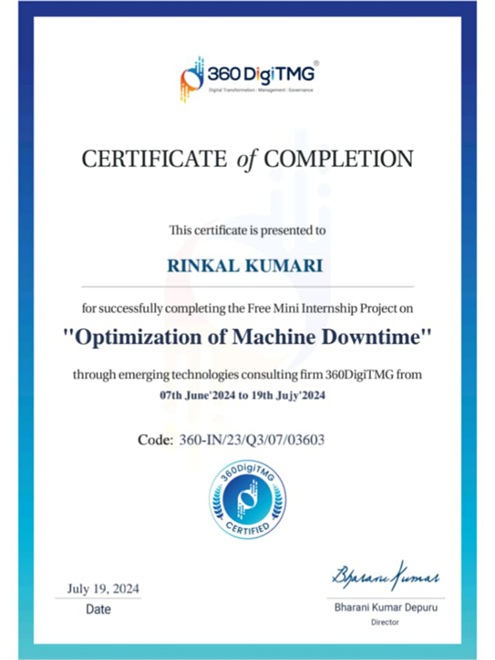 360DigiTMG®
Digital Transformation | Management | Governance
CERTIFICATE of COMPLETION
This certificate is presented to
RINKAL KUMARI
for successfully completing the Free Mini Internship Project on
"Optimization of Machine Downtime"
through emerging technologies consulting firm 360DigiTMG from
07th June'2024 to 19th Jujy'2024
Code: 360-IN/23/Q3/07/03603
360DigiTMG
CERTIFIED
Bharani Kumar
July 19, 2024
Date
Bharani Kumar Depuru
Director